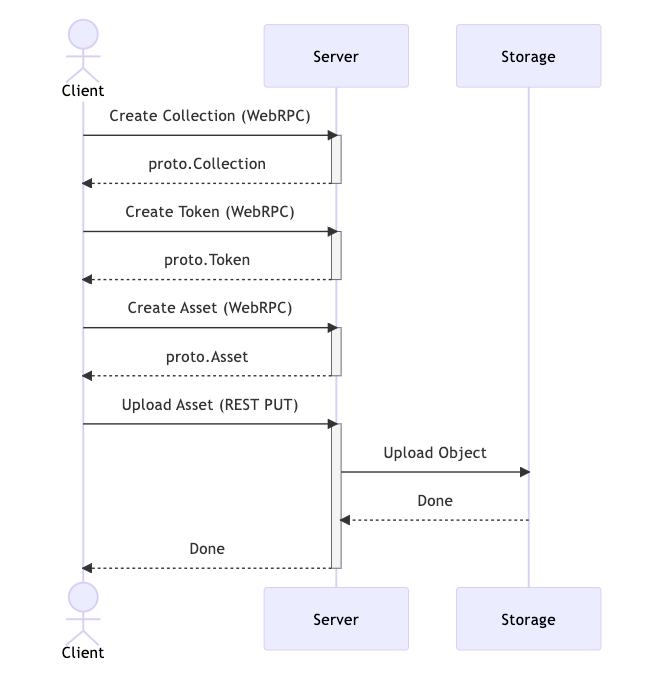 Client
Server
Storage
Create Collection (WebRPC)
proto.Collection
Create Token (WebRPC)
proto.Token
Create Asset (WebRPC)
proto.Asset
Upload Asset (REST PUT)
Upload Object
Done
Done
Client
Server
Storage